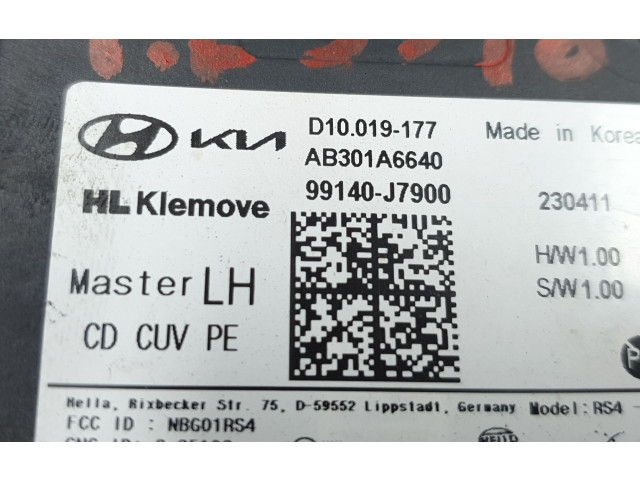 KIA D10.019-177 Made in Korea
AB301A6640
HL Klemove 99140-J7900 230411
H/W1.00
Master LH S/W1.00
CD CUV PE
Hella, Rixbecker Str. 75, D-59552 Lippstadt, Germany Model: RS4
FCC ID : NBG01RS4
HELLA